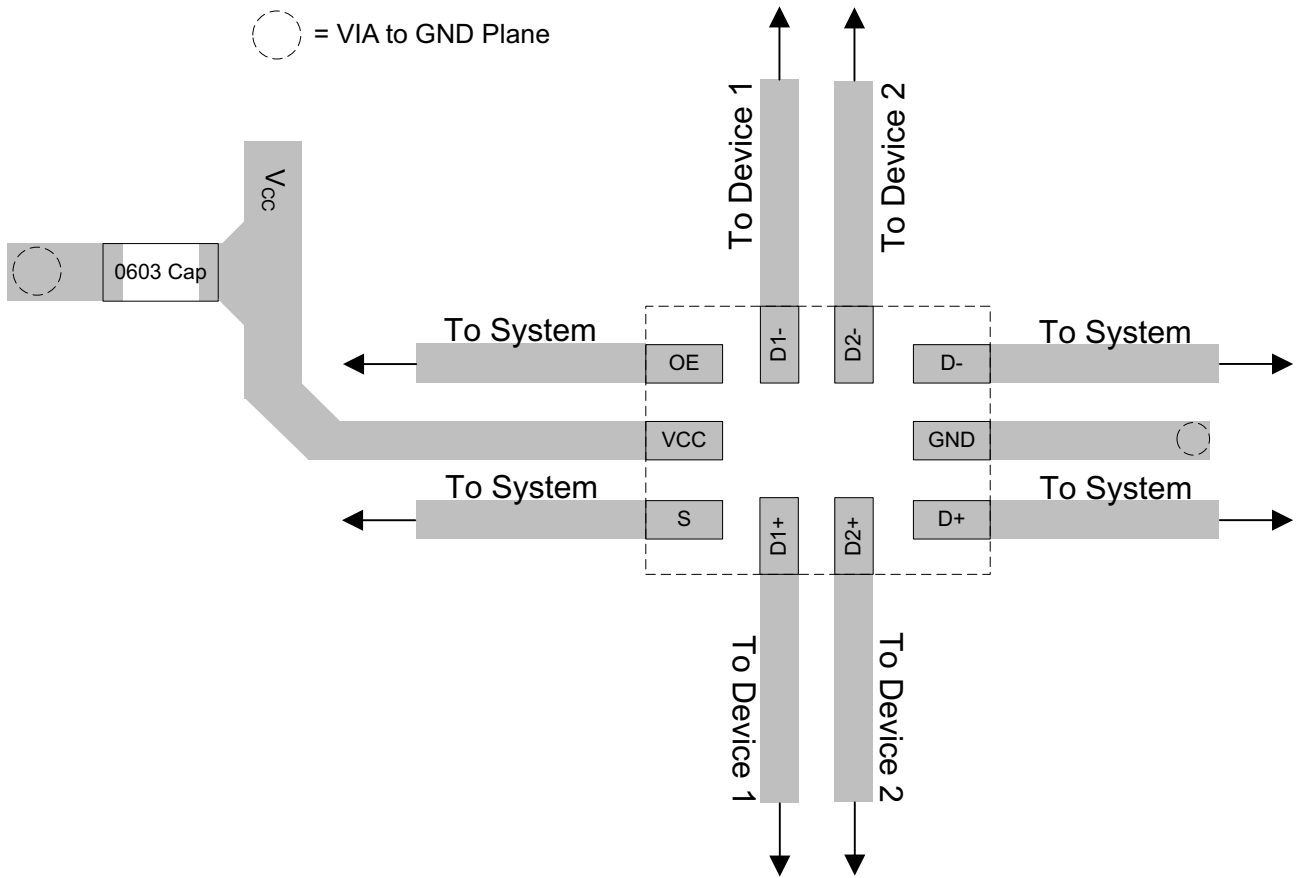 = VIA to GND Plane
To Device 1
To Device 2
VCC
0603 Cap
To System
To System
OE
D1-
D2-
D-
VCC
GND
To System
To System
S
D1+
D2+
D+
To Device 1
To Device 2